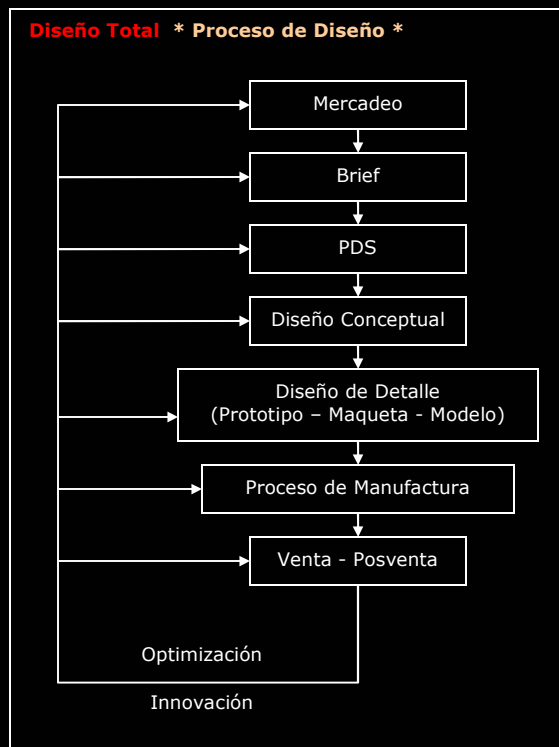 Diseño Total * Proceso de Diseño *
Mercadeo
Brief
PDS
Diseño Conceptual
Diseño de Detalle
(Prototipo – Maqueta - Modelo)
Proceso de Manufactura
Venta - Posventa
Optimización
Innovación